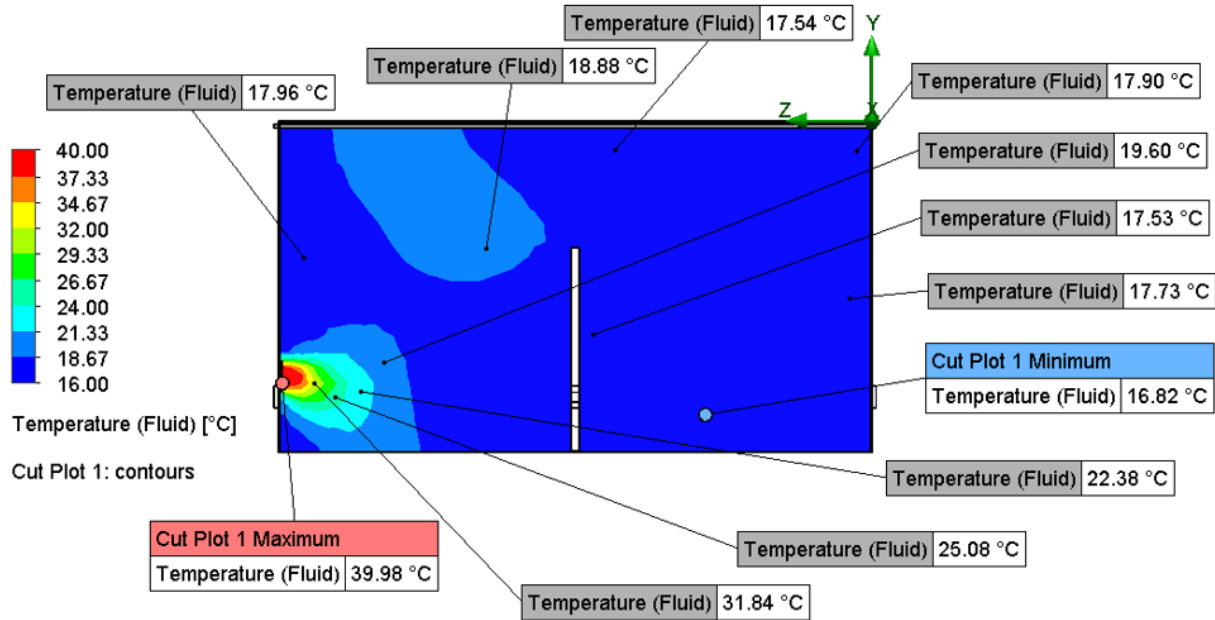 Temperature (Fluid) 17.54 °C
Y
Temperature (Fluid) 18.88 °C
Temperature (Fluid) 17.96 °C
Temperature (Fluid) 17.90 °C
Z
X
40.00
37.33
34.67
32.00
29.33
26.67
24.00
21.33
18.67
16.00
Temperature (Fluid) [°C]
Cut Plot 1: contours
Temperature (Fluid) 19.60 °C
Temperature (Fluid) 17.53 °C
Temperature (Fluid) 17.73 °C
Cut Plot 1 Minimum
Temperature (Fluid) 16.82 °C
Temperature (Fluid) 22.38 °C
Cut Plot 1 Maximum
Temperature (Fluid) 39.98 °C
Temperature (Fluid) 25.08 °C
Temperature (Fluid) 31.84 °C